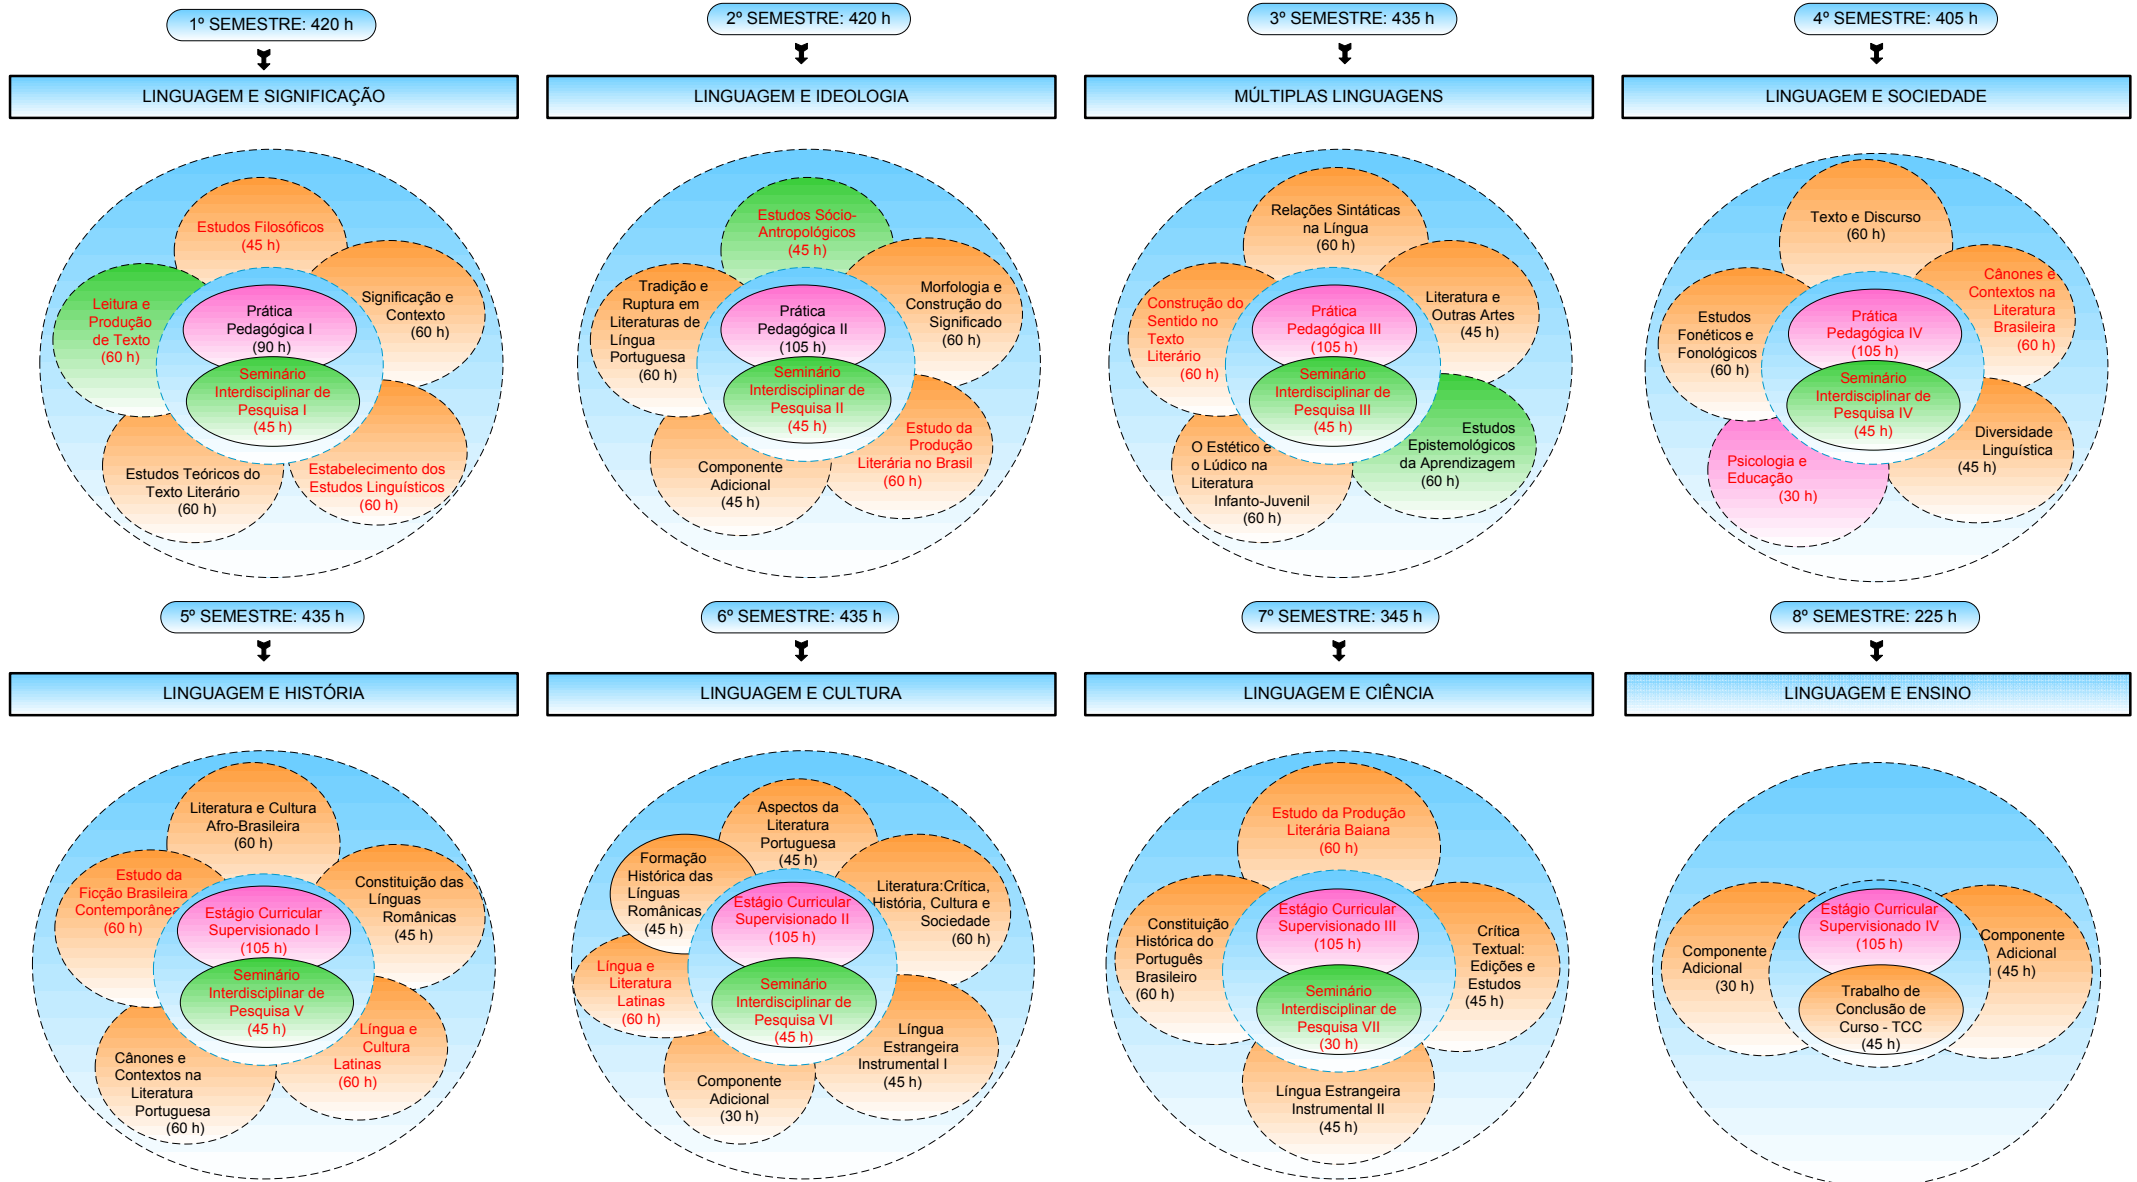 1º SEMESTRE: 420 h
LINGUAGEM E SIGNIFICAÇÃO
Estudos Filosóficos
(45 h)
Significação e
Contexto
(60 h)
Leitura e
Produção
de Texto
(60 h)
Prática
Pedagógica I
(90 h)
Seminário
Interdisciplinar de
Pesquisa I
(45 h)
Estudos Teóricos do
Texto Literário
(60 h)
Estabelecimento dos
Estudos Linguísticos
(60 h)
2º SEMESTRE: 420 h
LINGUAGEM E IDEOLOGIA
Estudos Sócio-
Antropológicos
(45 h)
Tradição e
Ruptura em
Literaturas de
Língua
Portuguesa
(60 h)
Morfologia e
Construção do
Significado
(60 h)
Prática
Pedagógica II
(105 h)
Seminário
Interdisciplinar de
Pesquisa II
(45 h)
Componente
Adicional
(45 h)
Estudo da
Produção
Literária no Brasil
(60 h)
3º SEMESTRE: 435 h
MÚLTIPLAS LINGUAGENS
Relações Sintáticas
na Língua
(60 h)
Construção do
Sentido no
Texto
Literário
(60 h)
Literatura e
Outras Artes
(45 h)
Prática
Pedagógica III
(105 h)
Seminário
Interdisciplinar de
Pesquisa III
(45 h)
O Estético e
o Lúdico na
Literatura
Infanto-Juvenil
(60 h)
Estudos
Epistemológicos
da Aprendizagem
(60 h)
4º SEMESTRE: 405 h
LINGUAGEM E SOCIEDADE
Texto e Discurso
(60 h)
Estudos
Fonéticos e
Fonológicos
(60 h)
Cânones e
Contextos na
Literatura
Brasileira
(60 h)
Prática
Pedagógica IV
(105 h)
Seminário
Interdisciplinar de
Pesquisa IV
(45 h)
Psicologia e
Educação
(30 h)
Diversidade
Linguística
(45 h)
5º SEMESTRE: 435 h
LINGUAGEM E HISTÓRIA
Literatura e Cultura
Afro-Brasileira
(60 h)
Estudo da
Ficção Brasileira
Contemporânea
(60 h)
Constituição das
Línguas
Românicas
(45 h)
Estágio Curricular
Supervisionado I
(105 h)
Seminário
Interdisciplinar de
Pesquisa V
(45 h)
Cânones e
Contextos na
Literatura
Portuguesa
(60 h)
Língua e
Cultura
Latinas
(60 h)
6º SEMESTRE: 435 h
LINGUAGEM E CULTURA
Aspectos da
Literatura
Portuguesa
(45 h)
Formação
Histórica das
Línguas
Românicas
(45 h)
Literatura:Crítica,
História, Cultura e
Sociedade
(60 h)
Estágio Curricular
Supervisionado II
(105 h)
Seminário
Interdisciplinar de
Pesquisa VI
(45 h)
Língua e
Literatura
Latinas
(60 h)
Componente
Adicional
(30 h)
Língua
Estrangeira
Instrumental I
(45 h)
7º SEMESTRE: 345 h
LINGUAGEM E CIÊNCIA
Estudo da Produção
Literária Baiana
(60 h)
Constituição
Histórica do
Português
Brasileiro
(60 h)
Estágio Curricular
Supervisionado III
(105 h)
Seminário
Interdisciplinar de
Pesquisa VII
(30 h)
Crítica
Textual:
Edições e
Estudos
(45 h)
Língua Estrangeira
Instrumental II
(45 h)
8º SEMESTRE: 225 h
LINGUAGEM E ENSINO
Componente
Adicional
(30 h)
Estágio Curricular
Supervisionado IV
(105 h)
Trabalho de
Conclusão de
Curso - TCC
(45 h)
Componente
Adicional
(45 h)